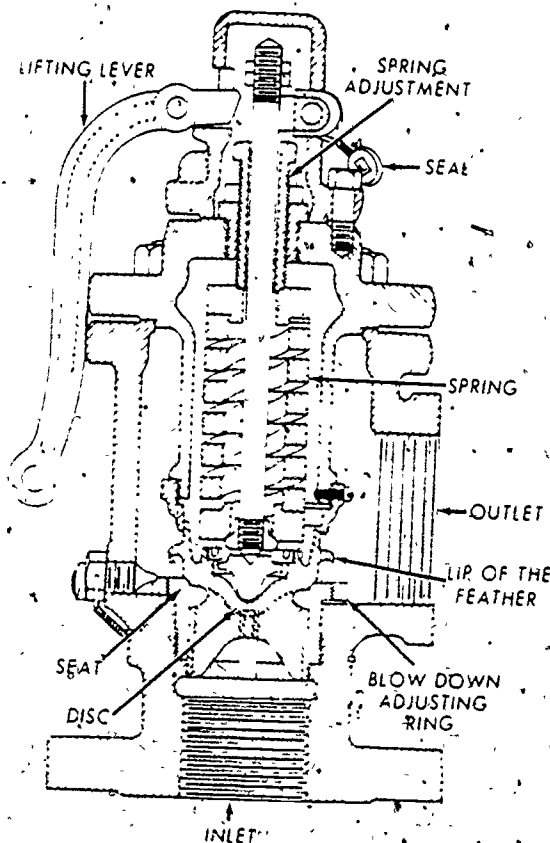 LIFTING LEVER
SPRING
ADJUSTMENT
SEAL
SPRING
OUTLET
LIP OF THE
FEATHER
SEAT
BLOW DOWN
ADJUSTING
RING
DISC
INLET